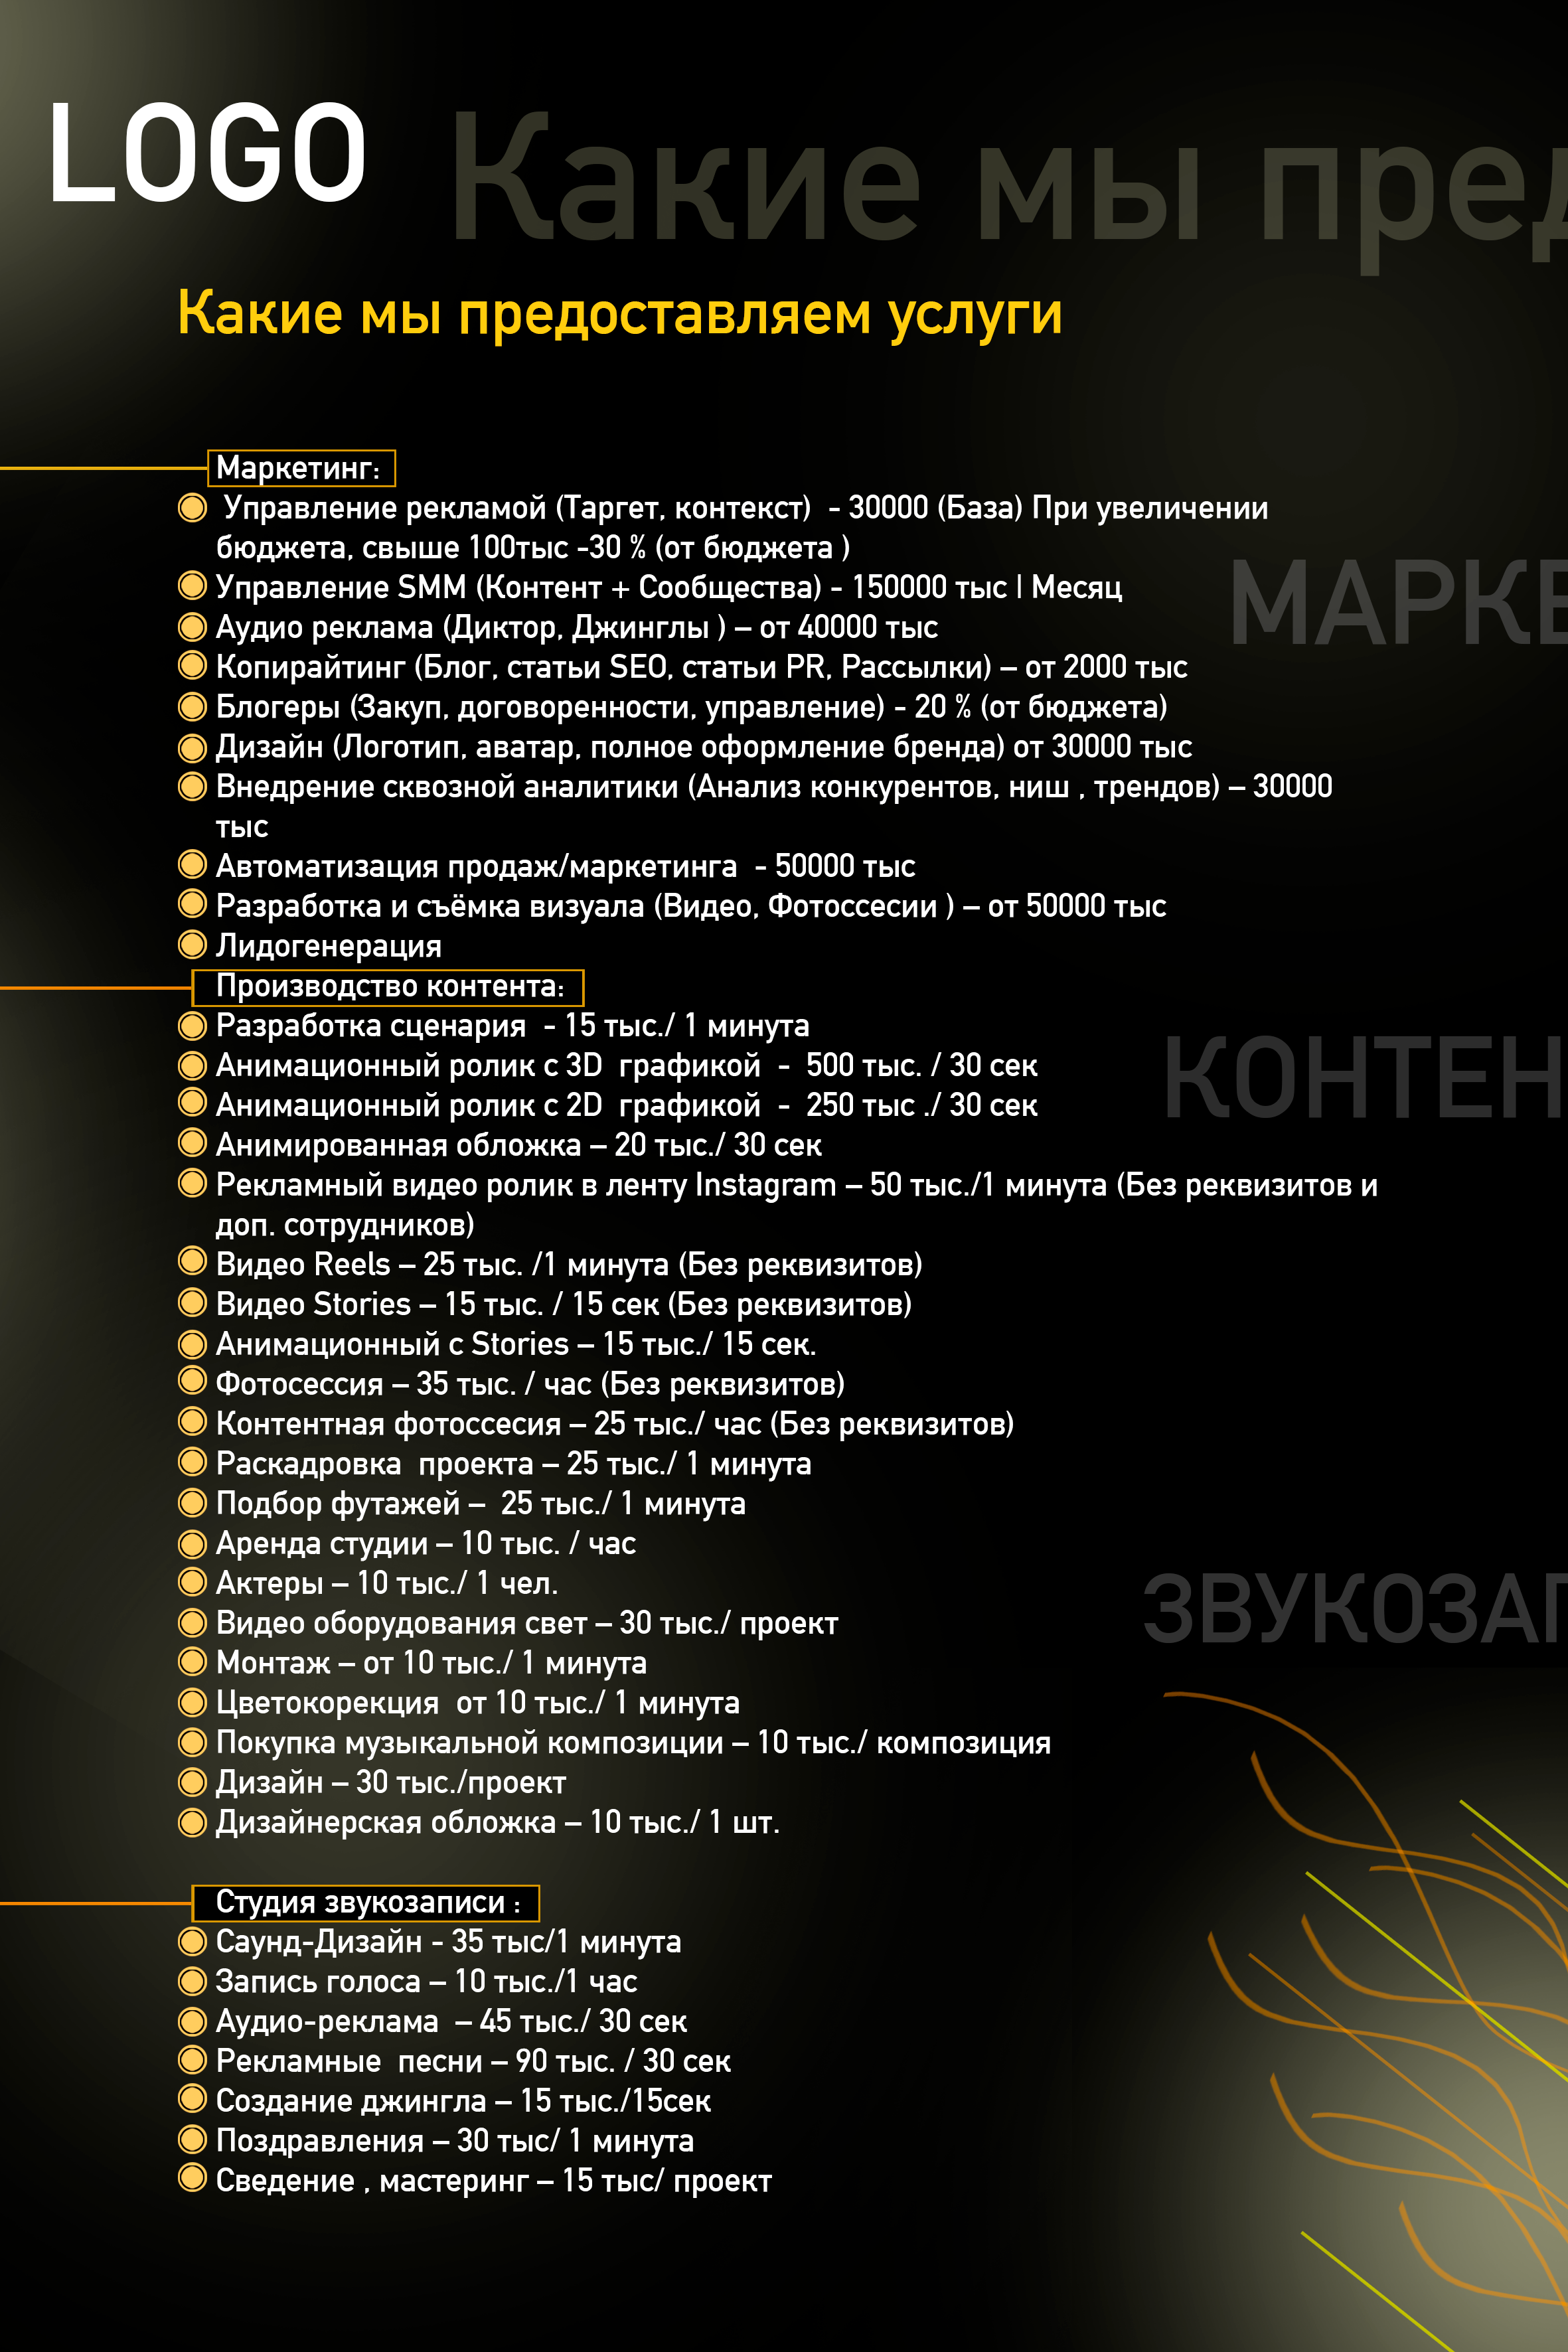 LOGO
Какие мы пред
Какие мы предоставляем услуги
Маркетинг:
Управление рекламой (Таргет, контекст)  - 30000 (База) При увеличении
бюджета, свыше 100тыс -30 % (от бюджета )
МАРКЕ
Управление SMM (Контент + Сообщества) - 150000 тыс | Месяц
Аудио реклама (Диктор, Джинглы ) – от 40000 тыс
Копирайтинг (Блог, статьи SEO, статьи PR, Рассылки) – от 2000 тыс
Блогеры (Закуп, договоренности, управление) - 20 % (от бюджета)
Дизайн (Логотип, аватар, полное оформление бренда) от 30000 тыс
Внедрение сквозной аналитики (Анализ конкурентов, ниш , трендов) – 30000
тыс
Автоматизация продаж/маркетинга  - 50000 тыс
Разработка и съёмка визуала (Видео, Фотоссесии ) – от 50000 тыс
Лидогенерация
Производство контента:
Разработка сценария  - 15 тыс./ 1 минута
Анимационный ролик с 3D  графикой  -  500 тыс. / 30 сек
КОНТЕН
Анимационный ролик с 2D  графикой  -  250 тыс ./ 30 сек
Анимированная обложка – 20 тыс./ 30 сек
Рекламный видео ролик в ленту Instagram – 50 тыс./1 минута (Без реквизитов и
доп. сотрудников)
Видео Reels – 25 тыс. /1 минута (Без реквизитов)
Видео Stories – 15 тыс. / 15 сек (Без реквизитов)
Анимационный с Stories – 15 тыс./ 15 сек.
Фотосессия – 35 тыс. / час (Без реквизитов)
Контентная фотоссесия – 25 тыс./ час (Без реквизитов)
Раскадровка  проекта – 25 тыс./ 1 минута
Подбор футажей –  25 тыс./ 1 минута
Аренда студии – 10 тыс. / час
Актеры – 10 тыс./ 1 чел.
ЗВУКОЗАП
Видео оборудования свет – 30 тыс./ проект
Монтаж – от 10 тыс./ 1 минута
Цветокорекция  от 10 тыс./ 1 минута
Покупка музыкальной композиции – 10 тыс./ композиция
Дизайн – 30 тыс./проект
Дизайнерская обложка – 10 тыс./ 1 шт.
Студия звукозаписи :
Саунд-Дизайн - 35 тыс/1 минута
Запись голоса – 10 тыс./1 час
Аудио-реклама  – 45 тыс./ 30 сек
Рекламные  песни – 90 тыс. / 30 сек
Создание джингла – 15 тыс./15сек
Поздравления – 30 тыс/ 1 минута
Сведение , мастеринг – 15 тыс/ проект